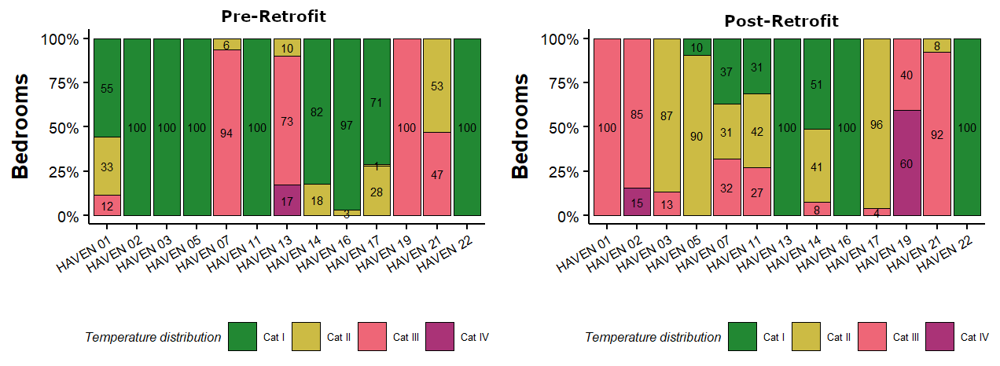 Pre-Retrofit
Bedrooms
100%
75%
50%
25%
0%
55
33
12
100
100
100
6
94
100
10
73
17
82
18
97
3
71
1
28
100
53
47
100
HAVEN 01
HAVEN 02
HAVEN 03
HAVEN 05
HAVEN 07
HAVEN 11
HAVEN 13
HAVEN 14
HAVEN 16
HAVEN 17
HAVEN 19
HAVEN 21
HAVEN 22
Temperature distribution Cat I Cat II Cat III Cat IV
Post-Retrofit
Bedrooms
100%
75%
50%
25%
0%
100
85
15
87
13
10
90
37
31
32
31
42
27
100
51
41
8
100
96
4
40
60
8
92
100
HAVEN 01
HAVEN 02
HAVEN 03
HAVEN 05
HAVEN 07
HAVEN 11
HAVEN 13
HAVEN 14
HAVEN 16
HAVEN 17
HAVEN 19
HAVEN 21
HAVEN 22
Temperature distribution Cat I Cat II Cat III Cat IV